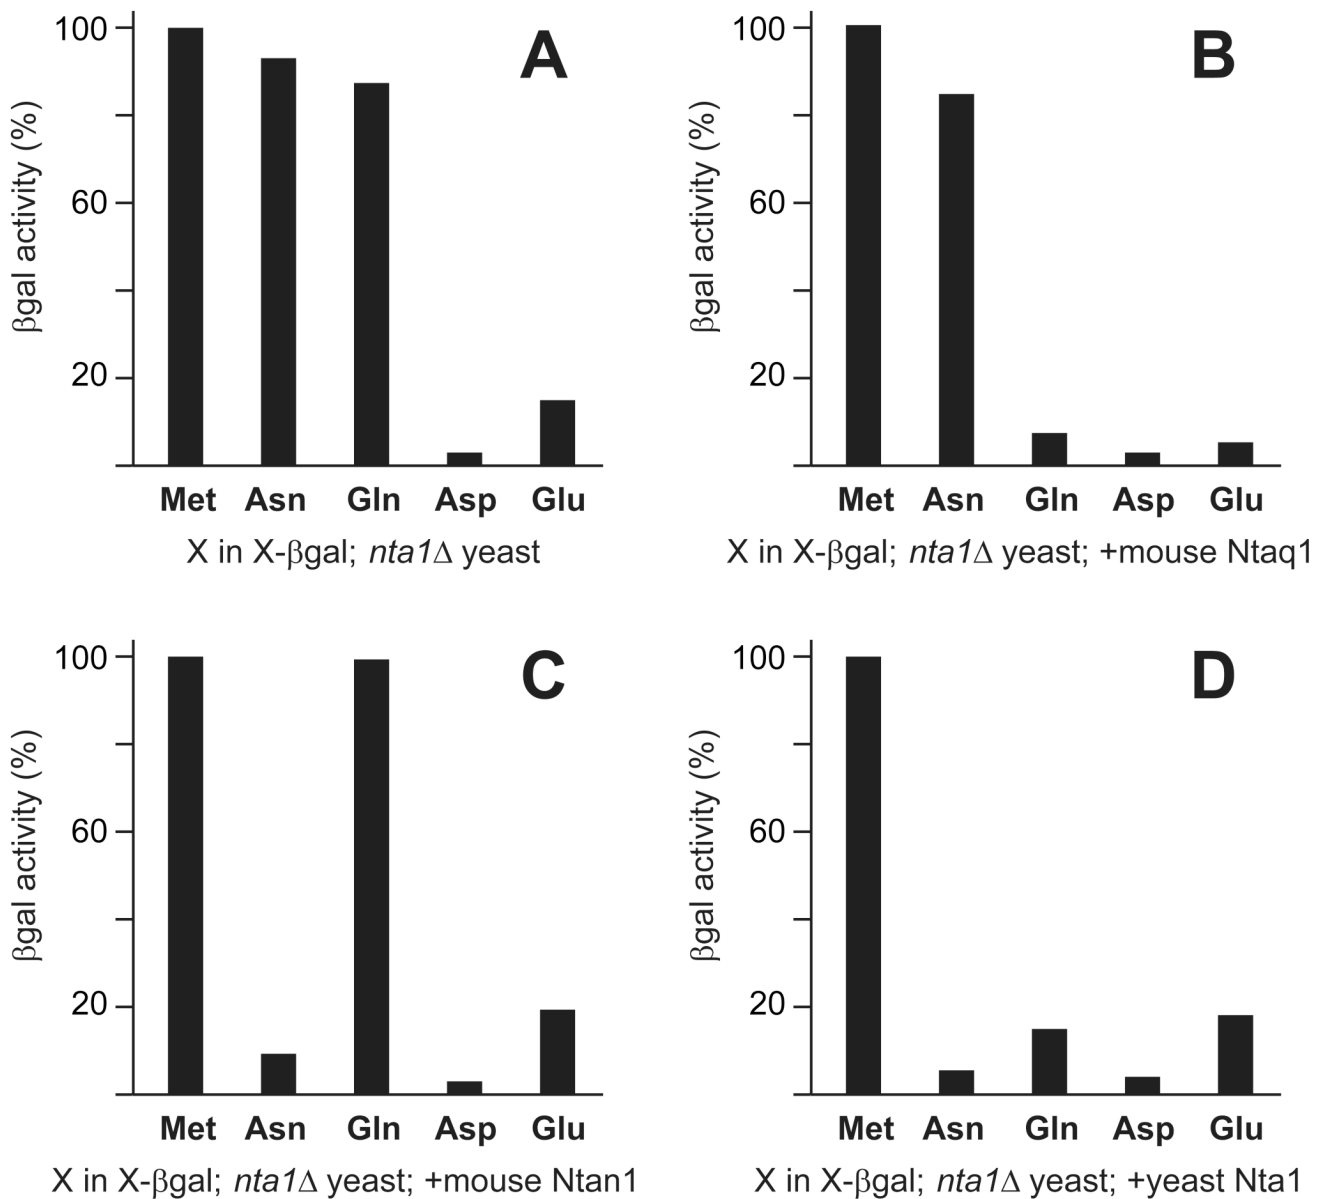 A
βgal activity (%)
100
60
20
Met Asn Gln Asp Glu
X in X-βgal; nta1Δ yeast
B
βgal activity (%)
100
60
20
Met Asn Gln Asp Glu
X in X-βgal; nta1Δ yeast; +mouse Ntaq1
C
βgal activity (%)
100
60
20
Met Asn Gln Asp Glu
X in X-βgal; nta1Δ yeast; +mouse Ntan1
D
βgal activity (%)
100
60
20
Met Asn Gln Asp Glu
X in X-βgal; nta1Δ yeast; +yeast Nta1